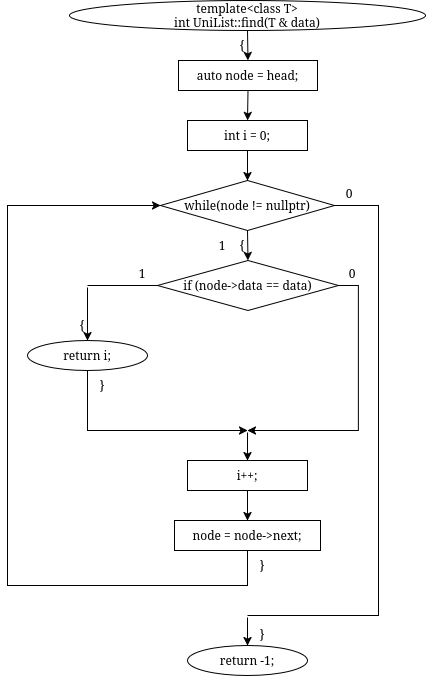 template<class T>
int UniList::find(T & data)
{
auto node = head;
int i = 0;
while(node != nullptr)
0
1
{
1
if (node->data == data)
0
{
return i;
}
i++;
node = node->next;
}
}
return -1;